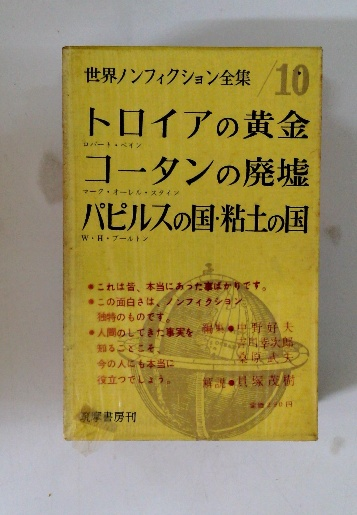 世界ノンフィクション全集/10
トロイアの黄金
ロバート・ペイン
コータンの廃墟
マーク・オーレル・スタイン
パピルスの国・粘土の国
W・H・ブールトン
●これは皆、本当にあった事ばかりです。
●この面白さは、ノンフィクション
独特のものです。
●人間のしてきた事実を
知ることこそ、
今の人にも本当に
役立つでしょう。
編集●中野好夫
吉川幸次郎
桑原武夫
解説●貝塚茂樹
筑摩書房刊